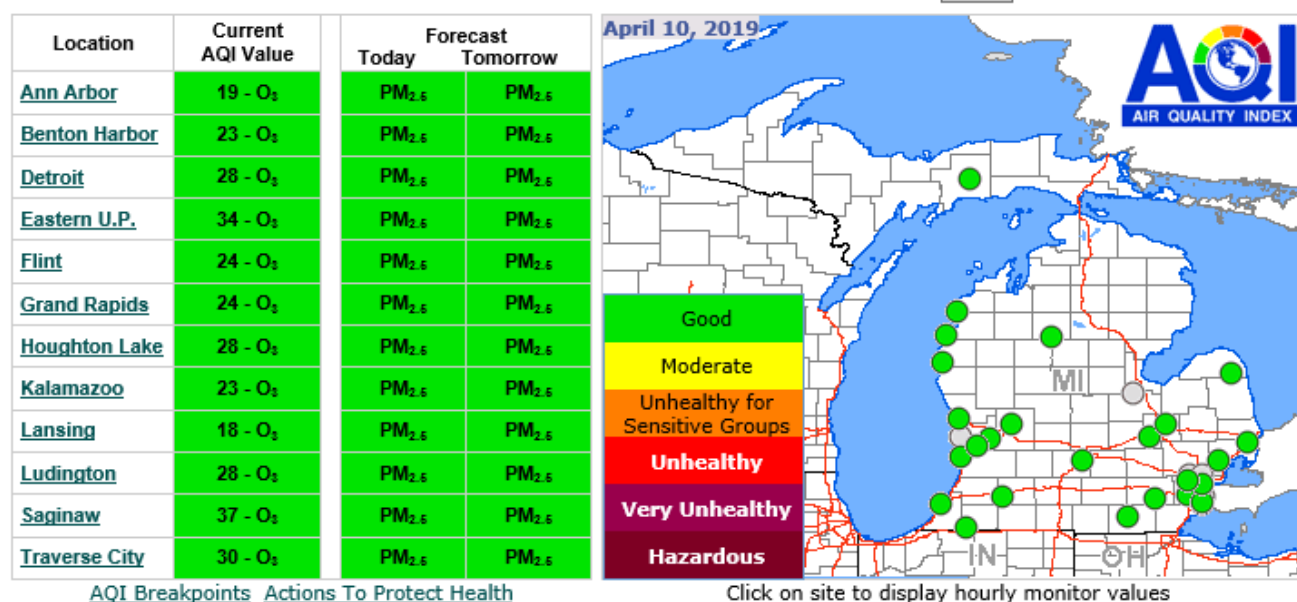 Location Current AQI Value Forecast Today Tomorrow
Ann Arbor 19 - O₃ PM₂.₅ PM₂.₅
Benton Harbor 23 - O₃ PM₂.₅ PM₂.₅
Detroit 28 - O₃ PM₂.₅ PM₂.₅
Eastern U.P. 34 - O₃ PM₂.₅ PM₂.₅
Flint 24 - O₃ PM₂.₅ PM₂.₅
Grand Rapids 24 - O₃ PM₂.₅ PM₂.₅
Houghton Lake 28 - O₃ PM₂.₅ PM₂.₅
Kalamazoo 23 - O₃ PM₂.₅ PM₂.₅
Lansing 18 - O₃ PM₂.₅ PM₂.₅
Ludington 28 - O₃ PM₂.₅ PM₂.₅
Saginaw 37 - O₃ PM₂.₅ PM₂.₅
Traverse City 30 - O₃ PM₂.₅ PM₂.₅
AQI Breakpoints Actions To Protect Health
April 10, 2019
AQI
AIR QUALITY INDEX
Good
Moderate
Unhealthy for
Sensitive Groups
Unhealthy
Very Unhealthy
Hazardous
MI
IN
OH
Click on site to display hourly monitor values